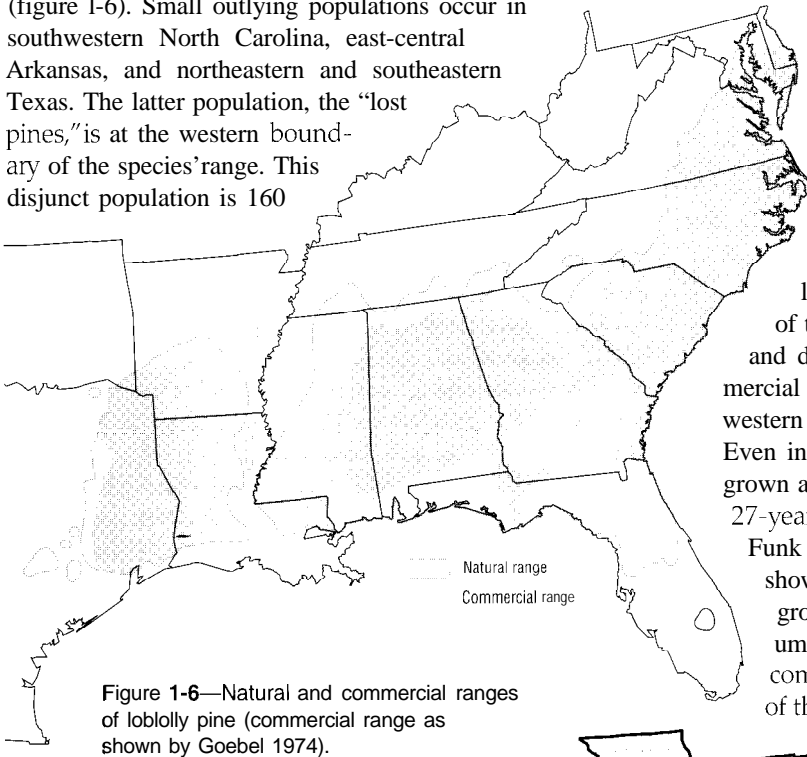 (figure 1-6). Small outlying populations occur in
southwestern North Carolina, east-central
Arkansas, and northeastern and southeastern
Texas. The latter population, the “lost
pines,”is at the western bound-
ary of the species’range. This
disjunct population is 160
Natural range
Commercial range
Figure 1-6—Natural and commercial ranges
of loblolly pine (commercial range as
shown by Goebel 1974).
of t
and d
mercial
western
Even in
grown a
27-year
Funk
show
gro
um
com
of th